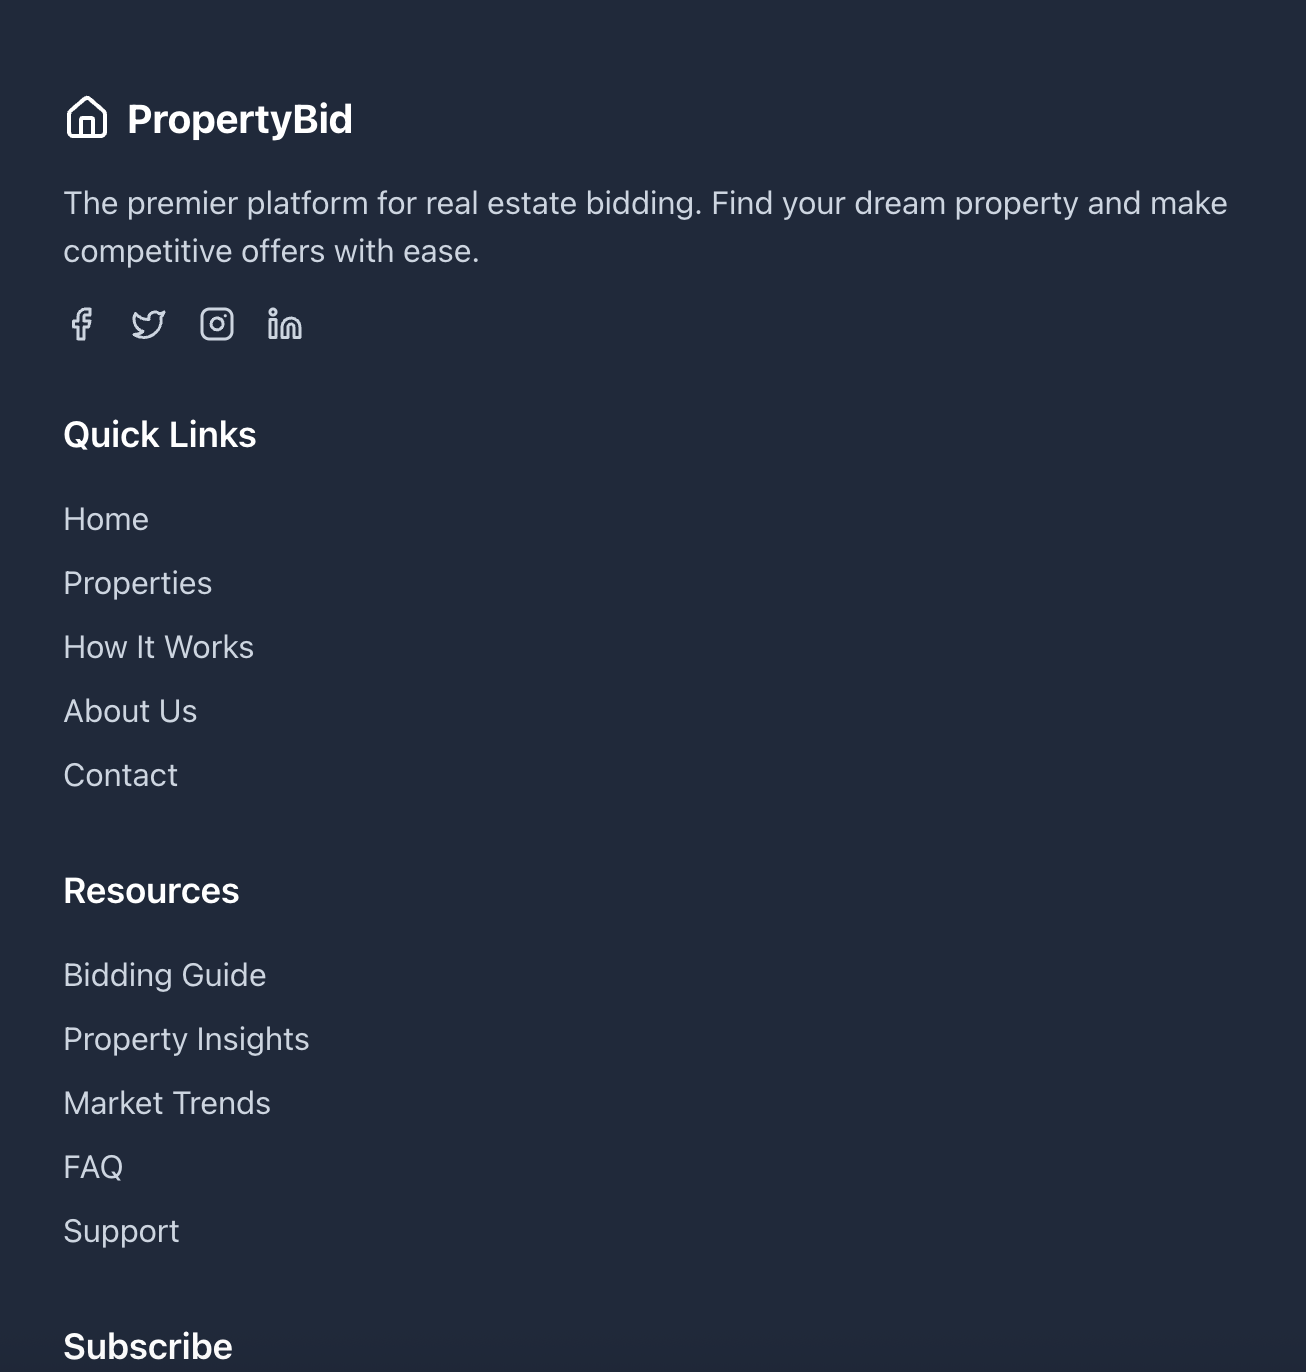 PropertyBid
The premier platform for real estate bidding. Find your dream property and make
competitive offers with ease.
Quick Links
Home
Properties
How It Works
About Us
Contact
Resources
Bidding Guide
Property Insights
Market Trends
FAQ
Support
Subscribe